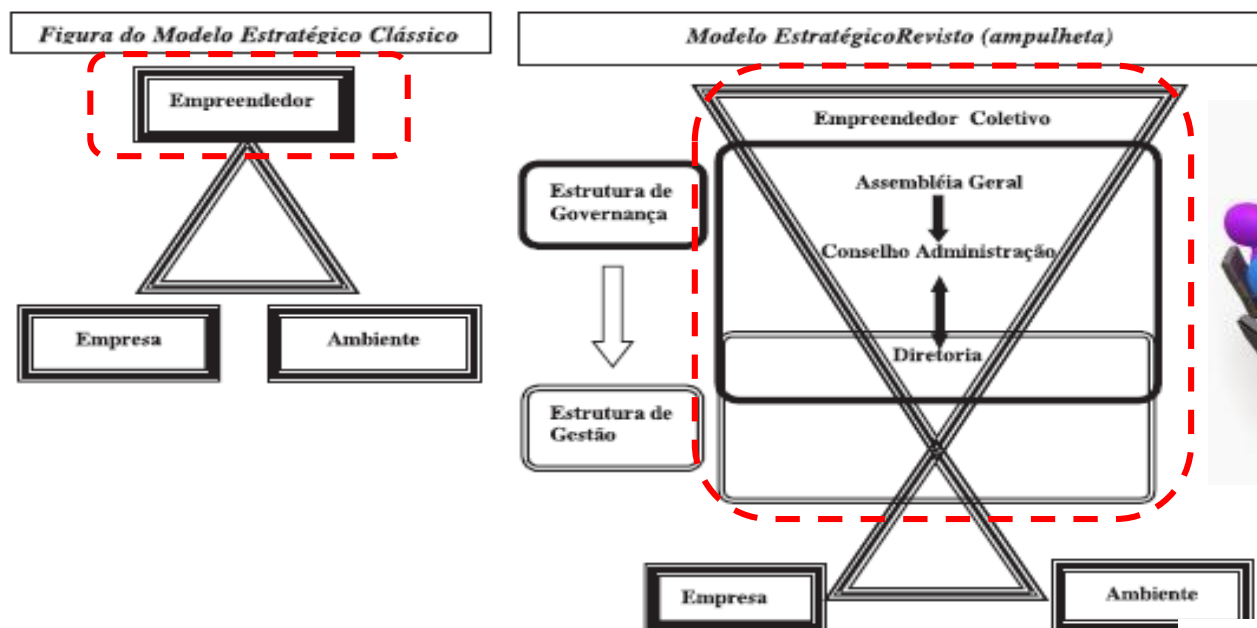 Figura do Modelo Estratégico Clássico
Empreendedor
Empresa
Ambiente
Modelo EstratégicoRevisto (ampulheta)
Empreendedor Coletivo
Estrutura de
Governança
Assembléia Geral
Conselho Administração
Diretoria
Estrutura de
Gestão
Empresa
Ambiente